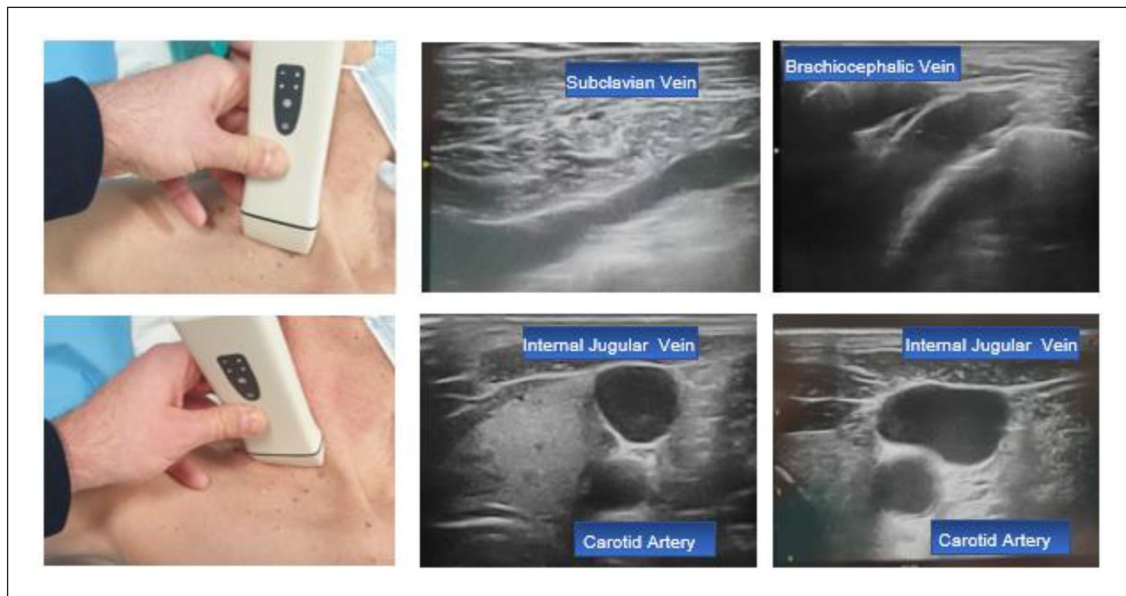 Subclavian Vein
Brachiocephalic Vein
Internal Jugular Vein
Internal Jugular Vein
Carotid Artery
Carotid Artery